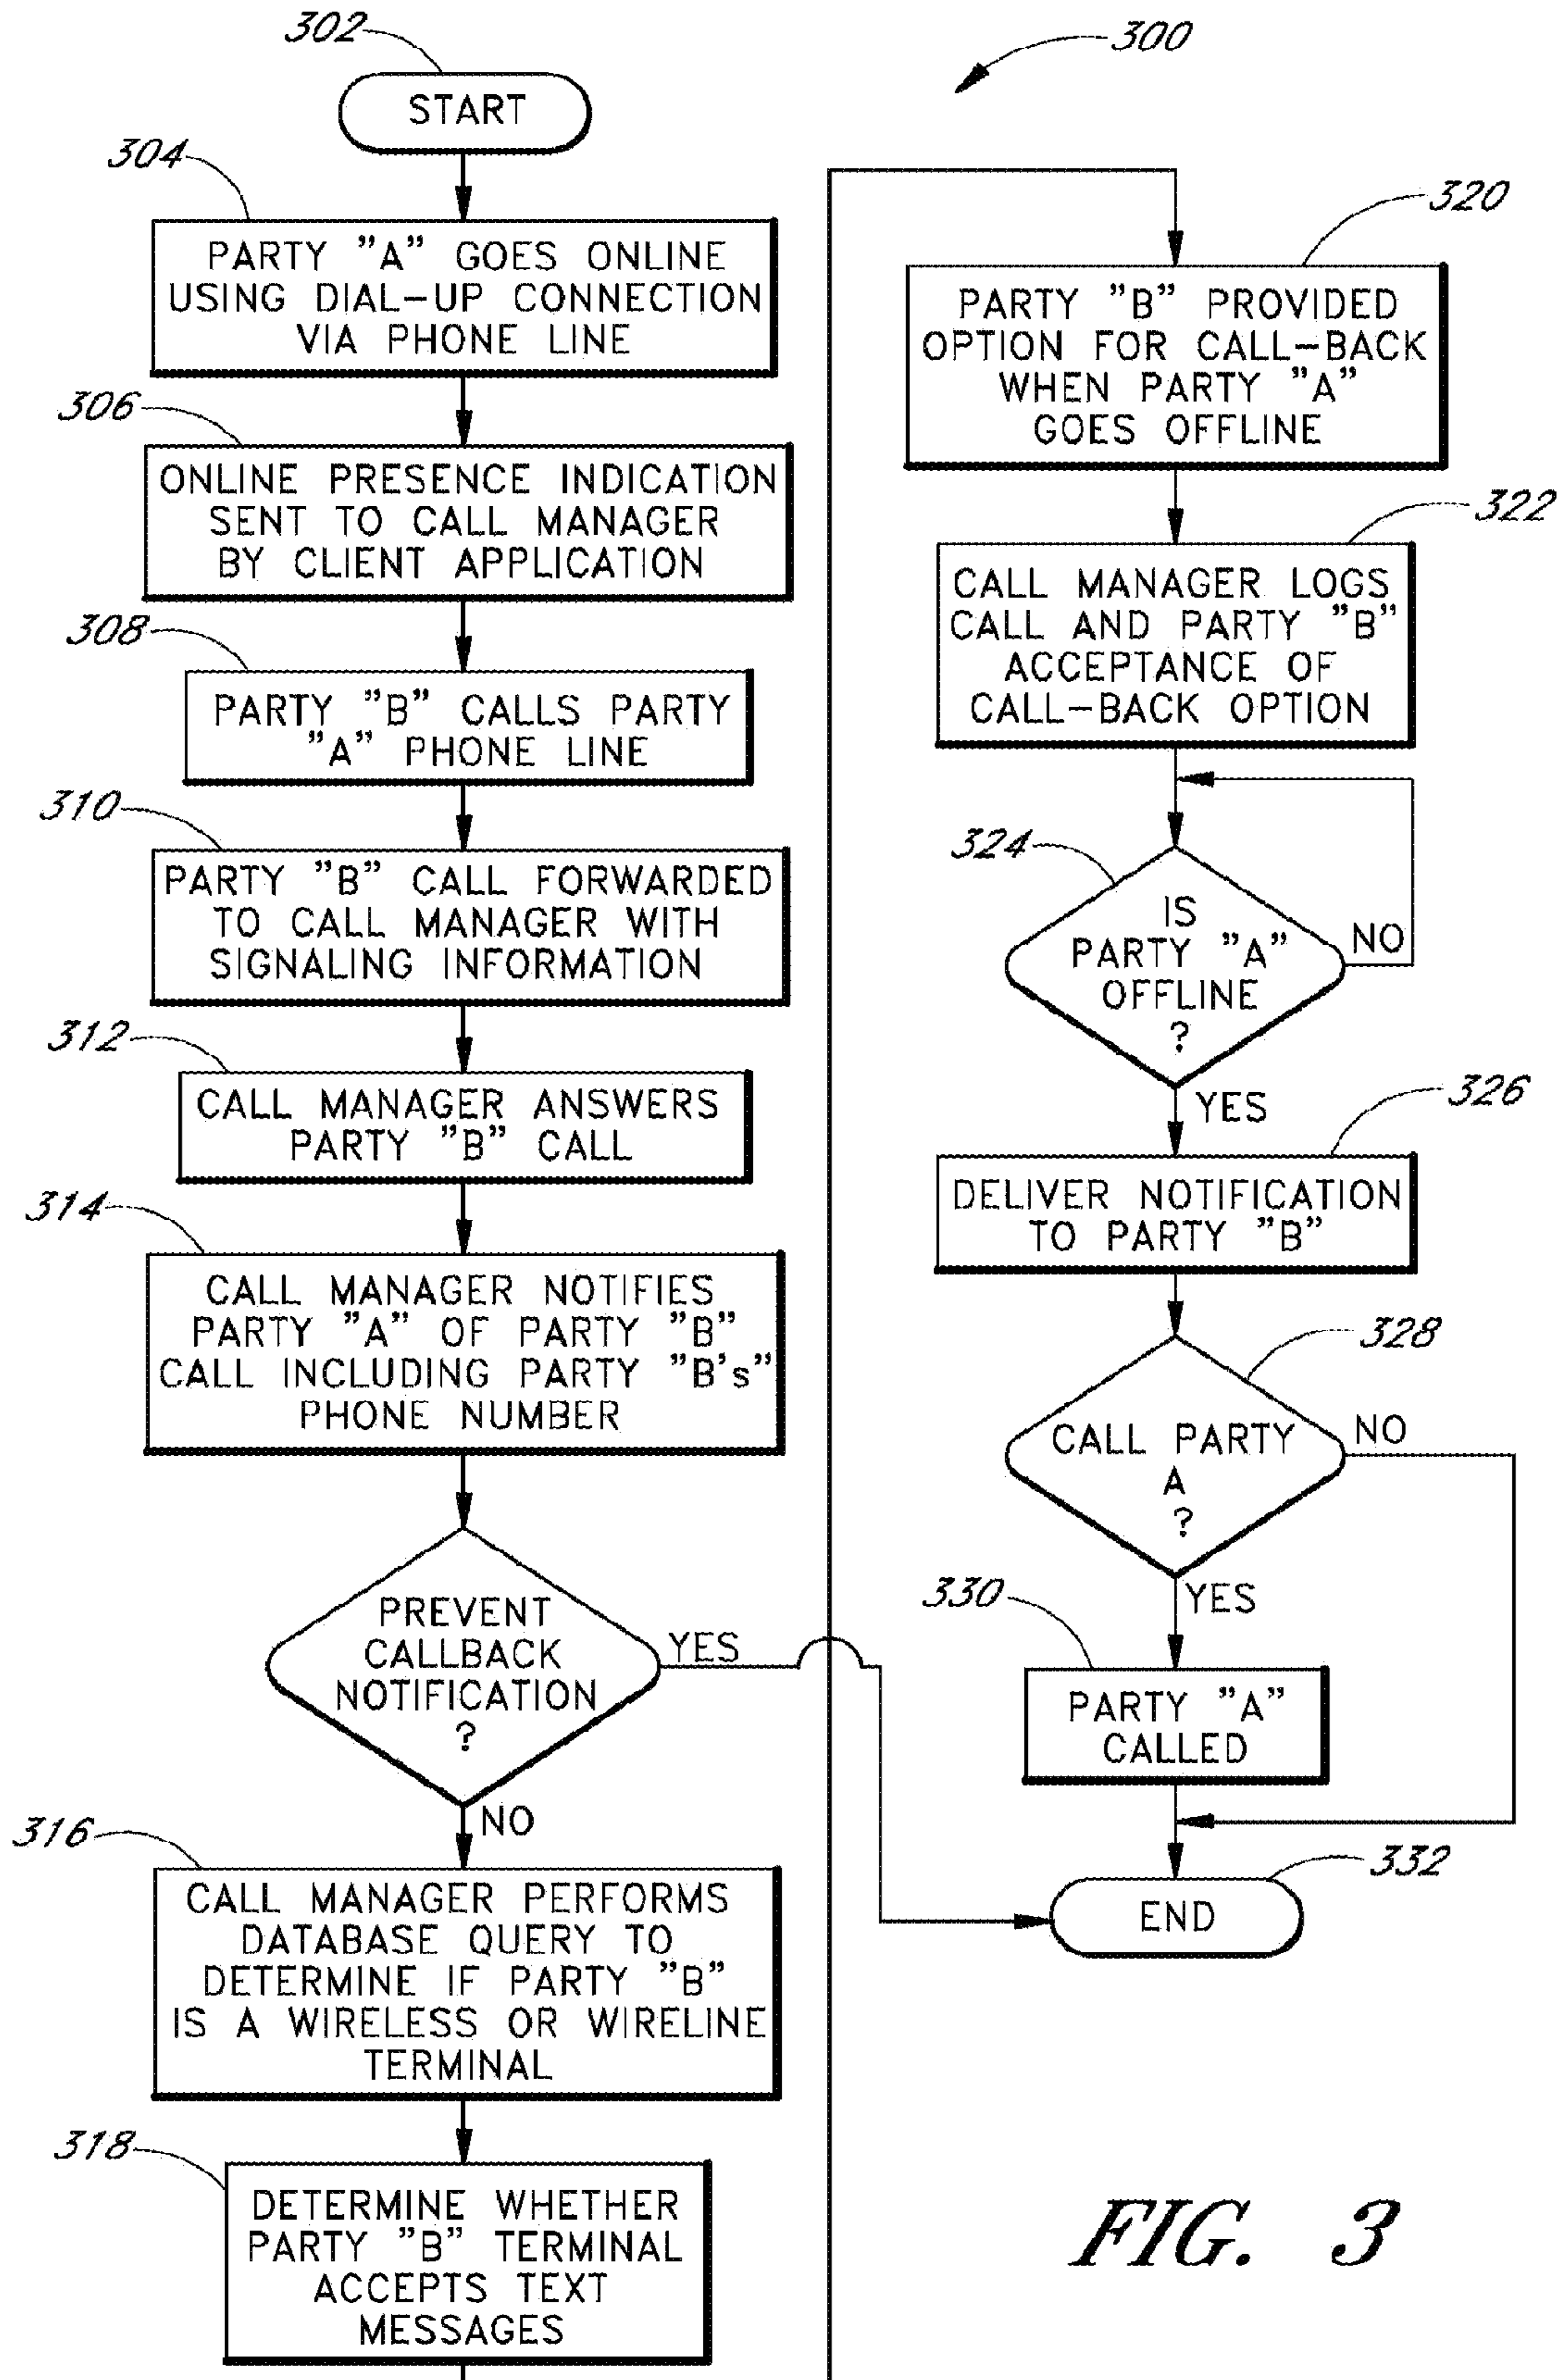 302
START
304
PARTY "A" GOES ONLINE
USING DIAL-UP CONNECTION
VIA PHONE LINE
306
ONLINE PRESENCE INDICATION
SENT TO CALL MANAGER
BY CLIENT APPLICATION
308
PARTY "B" CALLS PARTY
"A" PHONE LINE
310
PARTY "B" CALL FORWARDED
TO CALL MANAGER WITH
SIGNALING INFORMATION
312
CALL MANAGER ANSWERS
PARTY "B" CALL
314
CALL MANAGER NOTIFIES
PARTY "A" OF PARTY "B"
CALL INCLUDING PARTY "B's"
PHONE NUMBER
PREVENT
CALLBACK
NOTIFICATION
?
YES
NO
316
CALL MANAGER PERFORMS
DATABASE QUERY TO
DETERMINE IF PARTY "B"
IS A WIRELESS OR WIRELINE
TERMINAL
318
DETERMINE WHETHER
PARTY "B" TERMINAL
ACCEPTS TEXT
MESSAGES
300
320
PARTY "B" PROVIDED
OPTION FOR CALL-BACK
WHEN PARTY "A"
GOES OFFLINE
322
CALL MANAGER LOGS
CALL AND PARTY "B"
ACCEPTANCE OF
CALL-BACK OPTION
324
IS
PARTY "A"
OFFLINE
?
NO
YES
326
DELIVER NOTIFICATION
TO PARTY "B"
328
CALL PARTY
A
?
NO
YES
330
PARTY "A"
CALLED
332
END
FIG. 3